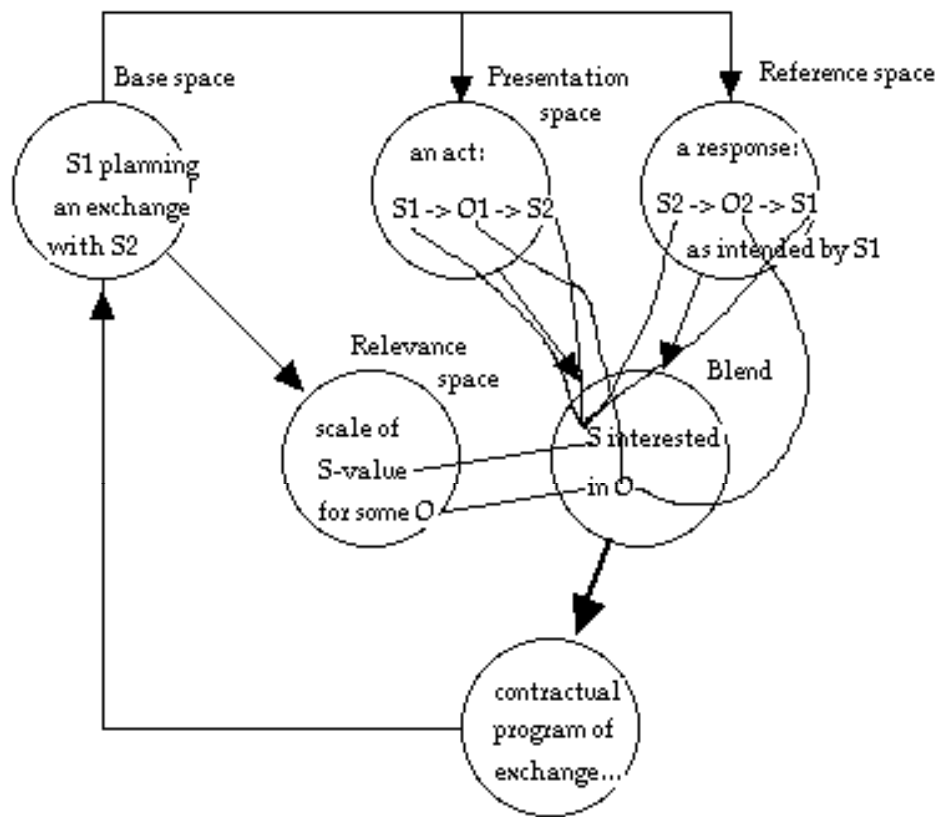 Base space
Presentation
space
Reference space
S1 planning
an exchange
with S2
an act:
S1 -> O1 -> S2
a response:
S2 -> O2 -> S1
as intended by S1
Relevance
space
scale of
S-value
for some O
Blend
S interested
in O
contractual
program of
exchange...